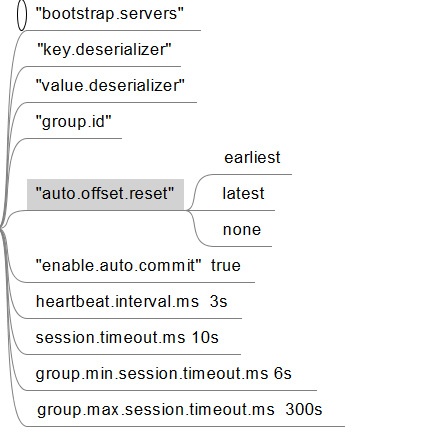 "bootstrap.servers"
"key.deserializer"
"value.deserializer"
"group.id"
"auto.offset.reset"
earliest
latest
none
"enable.auto.commit"  true
heartbeat.interval.ms  3s
session.timeout.ms 10s
group.min.session.timeout.ms 6s
group.max.session.timeout.ms  300s